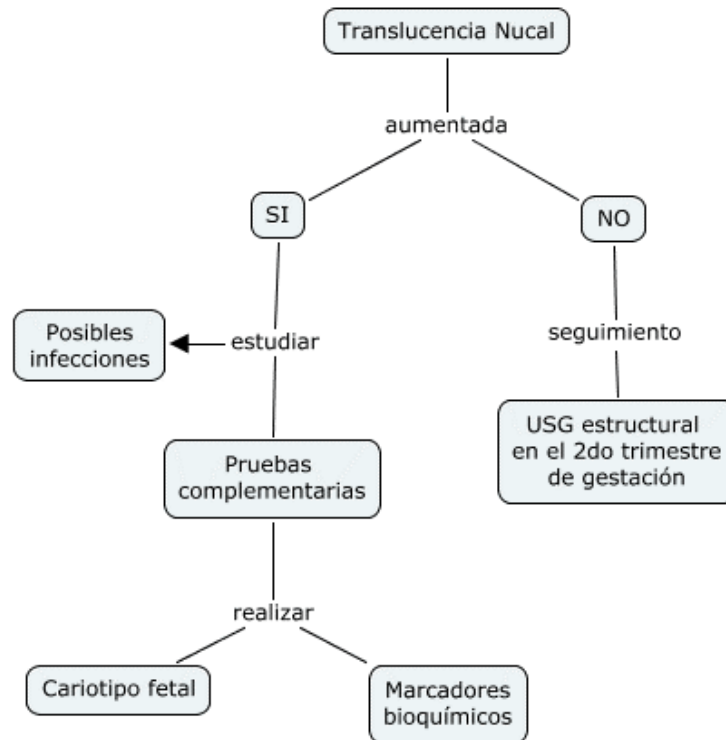 Translucencia Nucal
aumentada
SI
NO
Posibles
infecciones
estudiar
seguimiento
Pruebas
complementarias
USG estructural
en el 2do trimestre
de gestación
realizar
Cariotipo fetal
Marcadores
bioquímicos